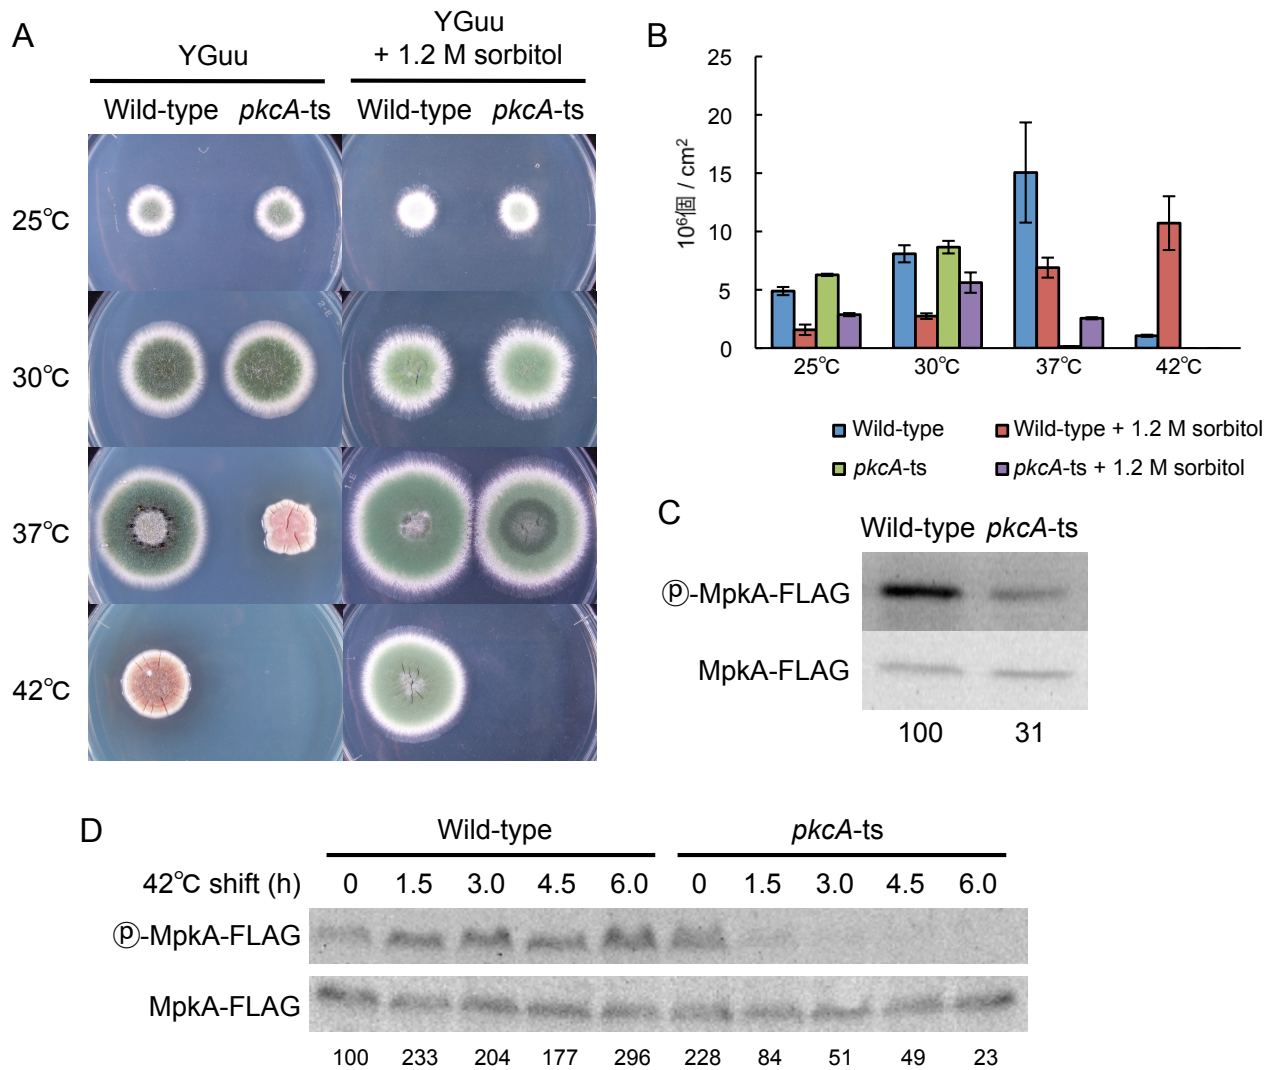 A
YGuu
YGuu
+ 1.2 M sorbitol
Wild-type pkcA-ts
Wild-type pkcA-ts
25℃
30℃
37℃
42℃
B
25
20
15
10
5
0
10⁶個 / cm²
25℃ 30℃ 37℃ 42℃
Wild-type
Wild-type + 1.2 M sorbitol
pkcA-ts
pkcA-ts + 1.2 M sorbitol
C
Wild-type pkcA-ts
ⓟ-MpkA-FLAG
MpkA-FLAG
100 31
D
Wild-type pkcA-ts
42℃ shift (h) 0 1.5 3.0 4.5 6.0 0 1.5 3.0 4.5 6.0
ⓟ-MpkA-FLAG
MpkA-FLAG
100 233 204 177 296 228 84 51 49 23